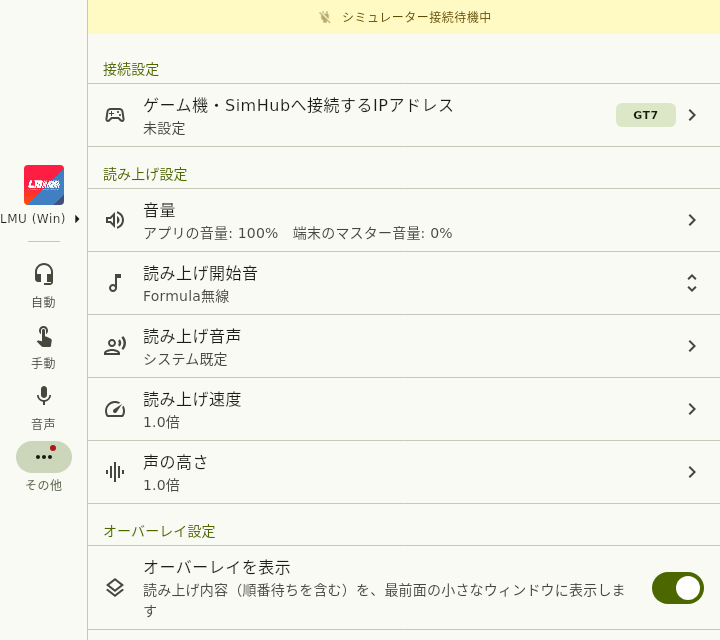 シミュレーター接続待機中
接続設定
ゲーム機・SimHubへ接続するIPアドレス
未設定
GT7
読み上げ設定
音量
アプリの音量: 100%　端末のマスター音量: 0%
読み上げ開始音
Formula無線
読み上げ音声
システム既定
読み上げ速度
1.0倍
声の高さ
1.0倍
オーバーレイ設定
オーバーレイを表示
読み上げ内容（順番待ちを含む）を、最前面の小さなウィンドウに表示しま
す
LMU (Win)
自動
手動
音声
その他